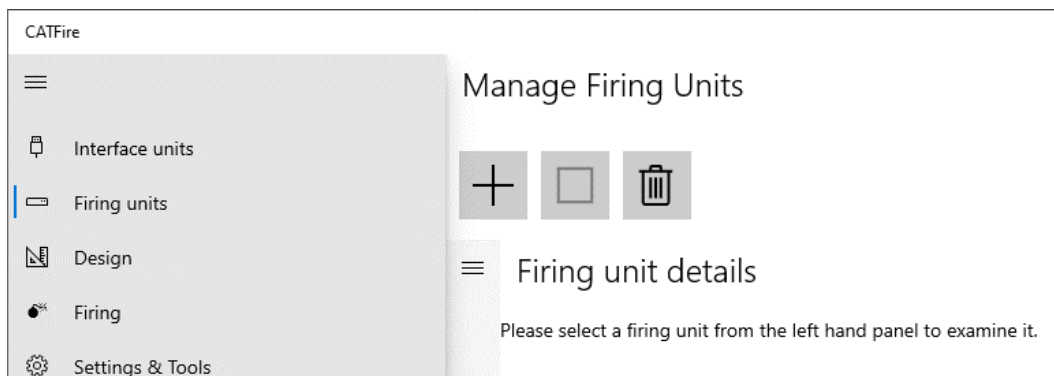 CATFire
Manage Firing Units
Interface units
Firing units
Design
Firing
Settings & Tools
Firing unit details
Please select a firing unit from the left hand panel to examine it.